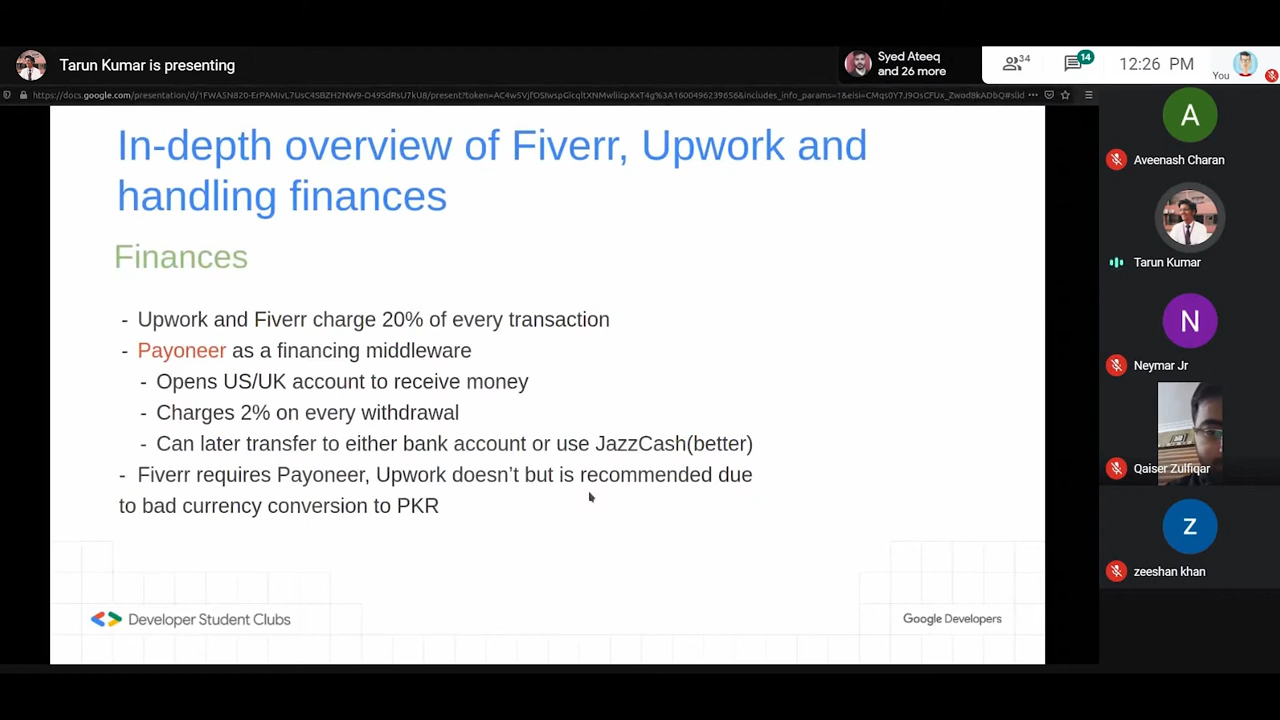 Tarun Kumar is presenting
Syed Ateeq
and 26 more
34
14
12:26 PM
You
In-depth overview of Fiverr, Upwork and
handling finances
Finances
- Upwork and Fiverr charge 20% of every transaction
- Payoneer as a financing middleware
- Opens US/UK account to receive money
- Charges 2% on every withdrawal
- Can later transfer to either bank account or use JazzCash(better)
- Fiverr requires Payoneer, Upwork doesn't but is recommended due
to bad currency conversion to PKR
Developer Student Clubs
Google Developers
A
Aveenash Charan
Tarun Kumar
N
Neymar Jr
Qaiser Zulfiqar
z
zeeshan khan